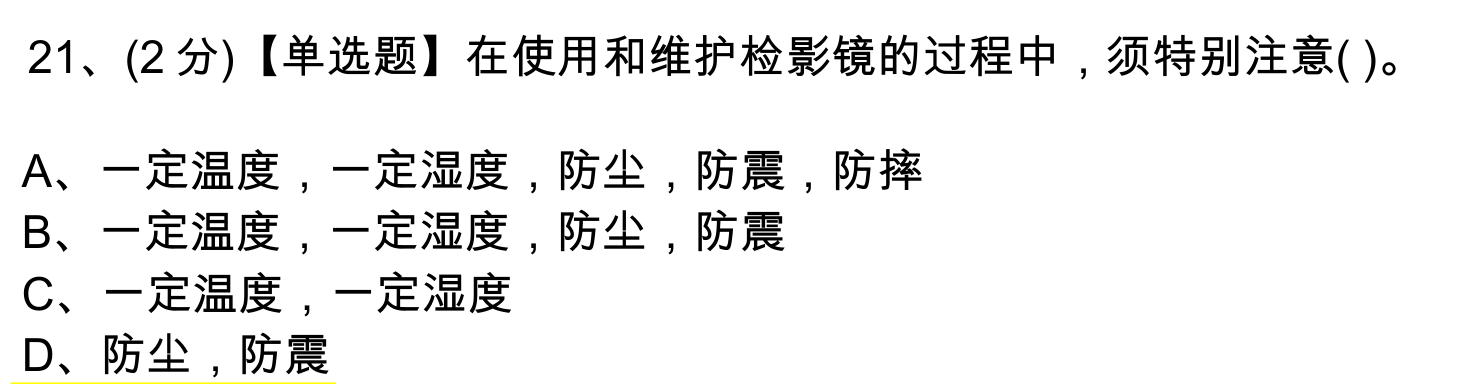 21、(2 分)【单选题】在使用和维护检影镜的过程中，须特别注意( )。
A、一定温度，一定湿度，防尘，防震，防摔
B、一定温度，一定湿度，防尘，防震
C、一定温度，一定湿度
D、防尘，防震